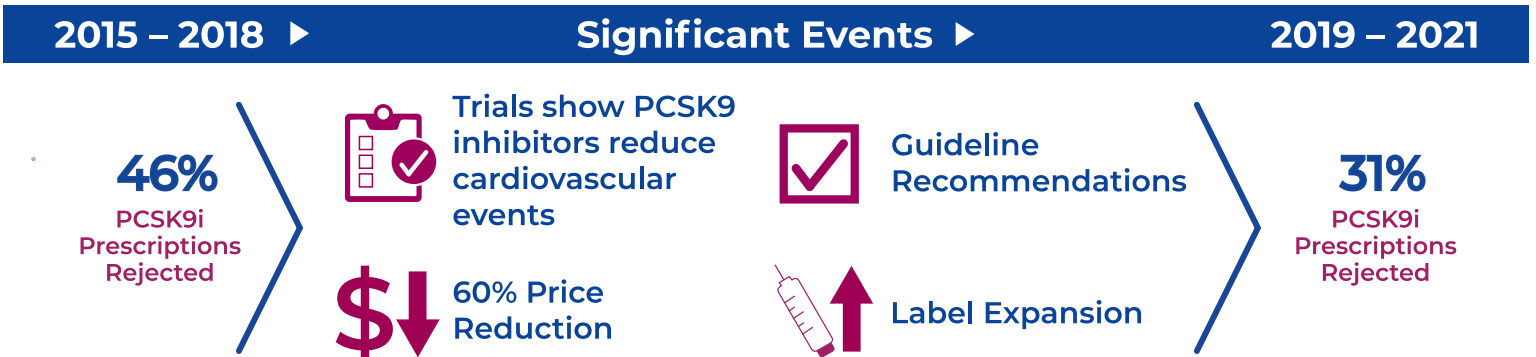 2015 – 2018 ▶
Significant Events ▶
2019 – 2021
46%
PCSK9i
Prescriptions
Rejected
Trials show PCSK9
inhibitors reduce
cardiovascular
events
$
60% Price
Reduction
Guideline
Recommendations
Label Expansion
31%
PCSK9i
Prescriptions
Rejected